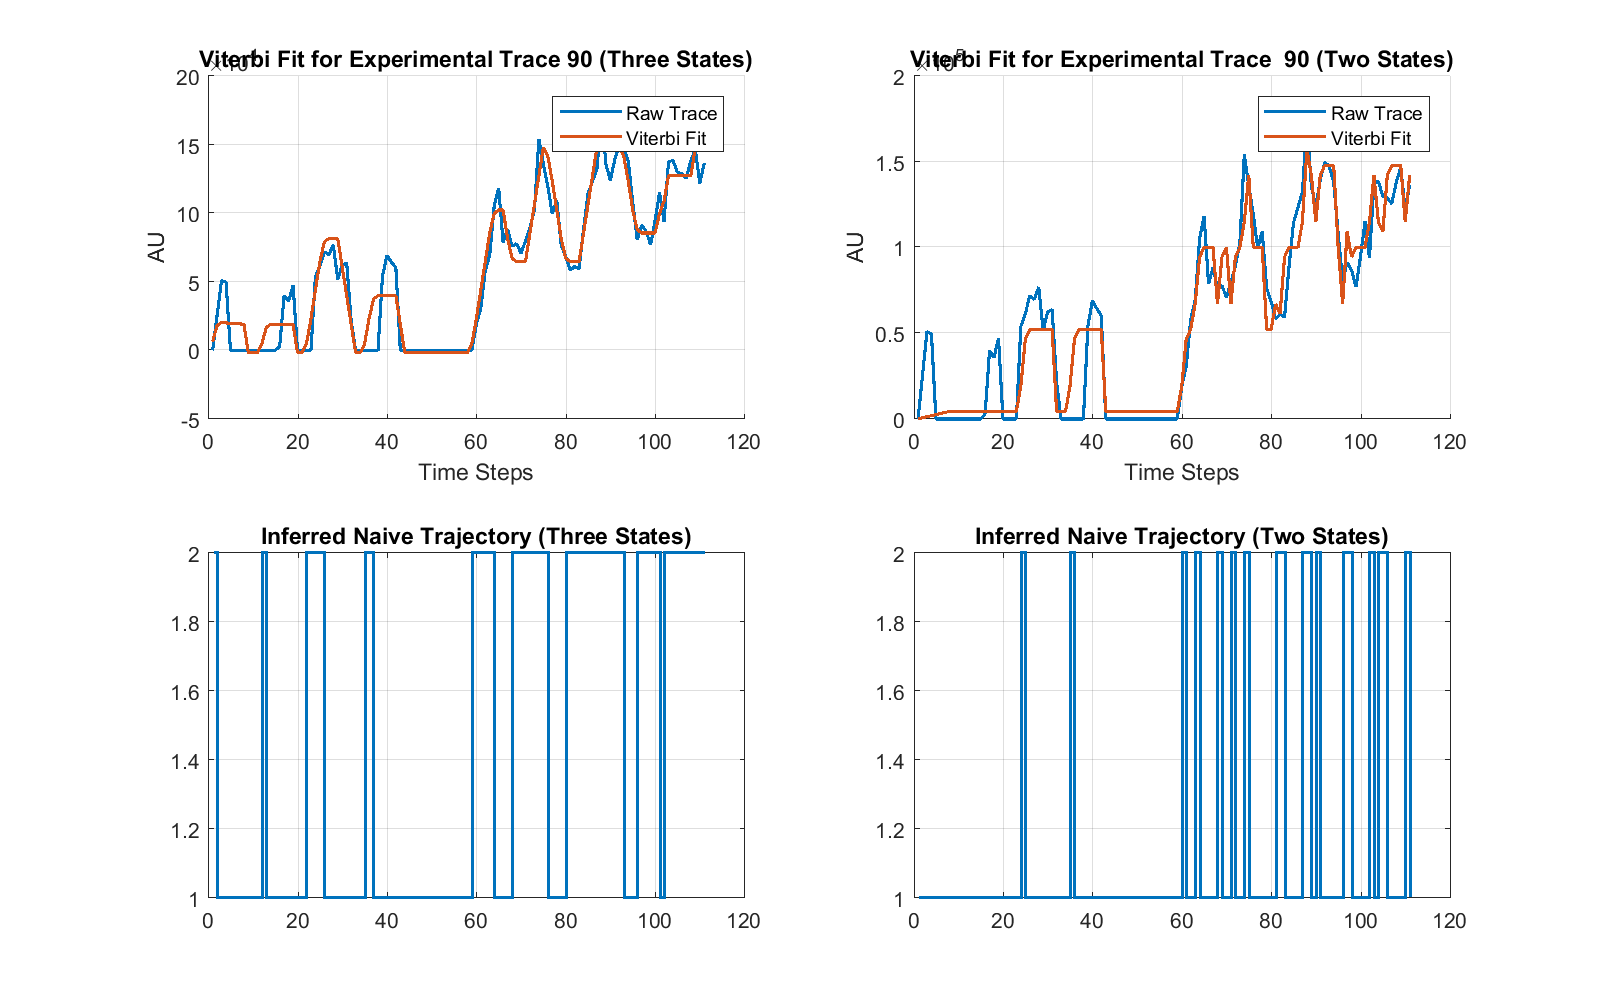 Viterbi Fit for Experimental Trace 90 (Three States)
20
15
10
5
0
-5
AU
Raw Trace
Viterbi Fit
0 20 40 60 80 100 120
Time Steps
Viterbi Fit for Experimental Trace 90 (Two States)
2
1.5
1
0.5
0
AU
Raw Trace
Viterbi Fit
0 20 40 60 80 100 120
Time Steps
Inferred Naive Trajectory (Three States)
2
1.8
1.6
1.4
1.2
1
0 20 40 60 80 100 120
Inferred Naive Trajectory (Two States)
2
1.8
1.6
1.4
1.2
1
0 20 40 60 80 100 120